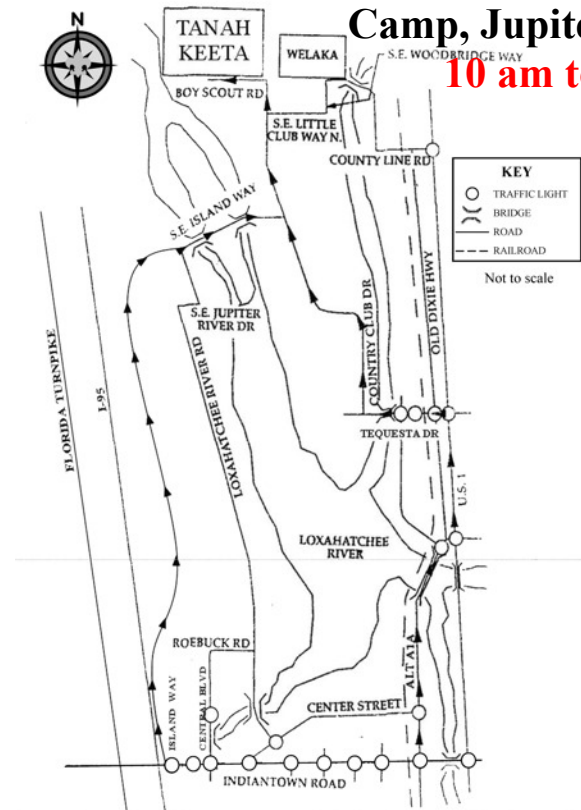 Camp, Jupite
10 am t
N
TANAH
KEETA
WELAKA
S.E. WOODBRIDGE WAY
BOY SCOUT RD
S.E. LITTLE
CLUB WAY N.
COUNTY LINE RD
KEY
TRAFFIC LIGHT
BRIDGE
ROAD
RAILROAD
Not to scale
S.E. ISLAND WAY
S.E. JUPITER
RIVER DR
COUNTRY CLUB DR
OLD DIXIE HWY
FLORIDA TURNPIKE
I-95
LOXAHATCHEE RIVER RD
TEQUESTA DR
U.S. 1
LOXAHATCHEE
RIVER
ROEBUCK RD
ISLAND WAY
CENTRAL BLVD
CENTER STREET
ALT A1A
INDIANTOWN ROAD